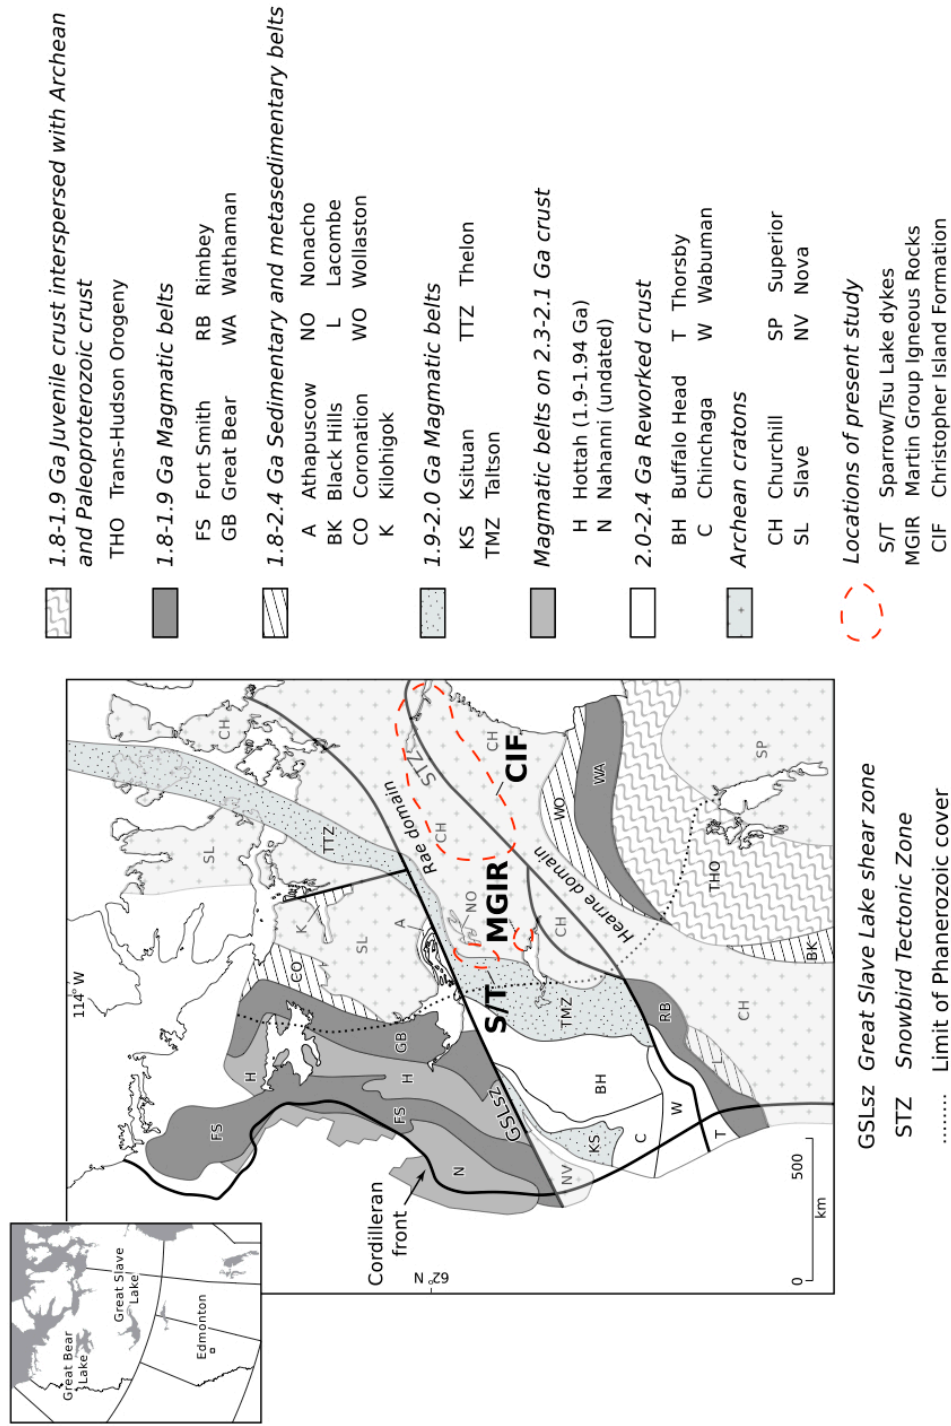 Great Bear
Lake
Great Slave
Lake
Edmonton
114° W
62° N
Cordilleran
front
0
500
km
FS
H
GB
H
FS
N
CO
K
SL
SL
A
TTZ
CH
Rae domain
STZ
CH
CH
CIF
NO
MGIR
S/T
GSLsz
NV
KS
BH
C
TMZ
CH
Hearne domain
WO
WA
W
T
RB
L
CH
BK
THO
SP
GSLsz Great Slave Lake shear zone
STZ Snowbird Tectonic Zone
........ Limit of Phanerozoic cover
1.8-1.9 Ga Juvenile crust interspersed with Archean
and Paleoproterozoic crust
THO Trans-Hudson Orogeny
1.8-1.9 Ga Magmatic belts
FS Fort Smith RB Rimbey
GB Great Bear WA Wathaman
1.8-2.4 Ga Sedimentary and metasedimentary belts
A Athapuscow NO Nonacho
BK Black Hills L Lacombe
CO Coronation WO Wollaston
K Kilohigok
1.9-2.0 Ga Magmatic belts
KS Ksituan TTZ Thelon
TMZ Taltson
Magmatic belts on 2.3-2.1 Ga crust
H Hottah (1.9-1.94 Ga)
N Nahanni (undated)
2.0-2.4 Ga Reworked crust
BH Buffalo Head T Thorsby
C Chinchaga W Wabuman
Archean cratons
CH Churchill SP Superior
SL Slave NV Nova
Locations of present study
S/T Sparrow/Tsu Lake dykes
MGIR Martin Group Igneous Rocks
CIF Christopher Island Formation